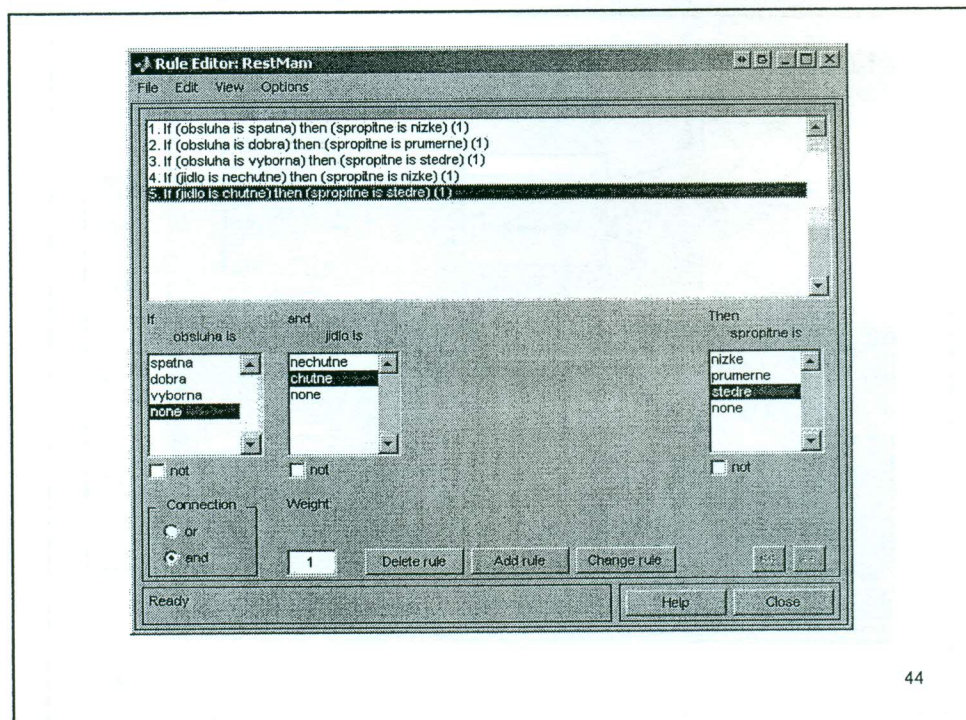 Rule Editor: RestMam
File Edit View Options
1. If (obsluha is spatna) then (spropitne is nizke) (1)
2. If (obsluha is dobra) then (spropitne is prumerne) (1)
3. If (obsluha is vyborna) then (spropitne is stedre) (1)
4. If (jidlo is nechutne) then (spropitne is nizke) (1)
5. If (jidlo is chutne) then (spropitne is stedre) (1)
If and Then
obsluha is jidlo is spropitne is
spatna nechutne nizke
dobra chutne prumerne
vyborna none stedre
none none
not not not
Connection Weight:
or
and 1 Delete rule Add rule Change rule << >>
Ready Help Close
44